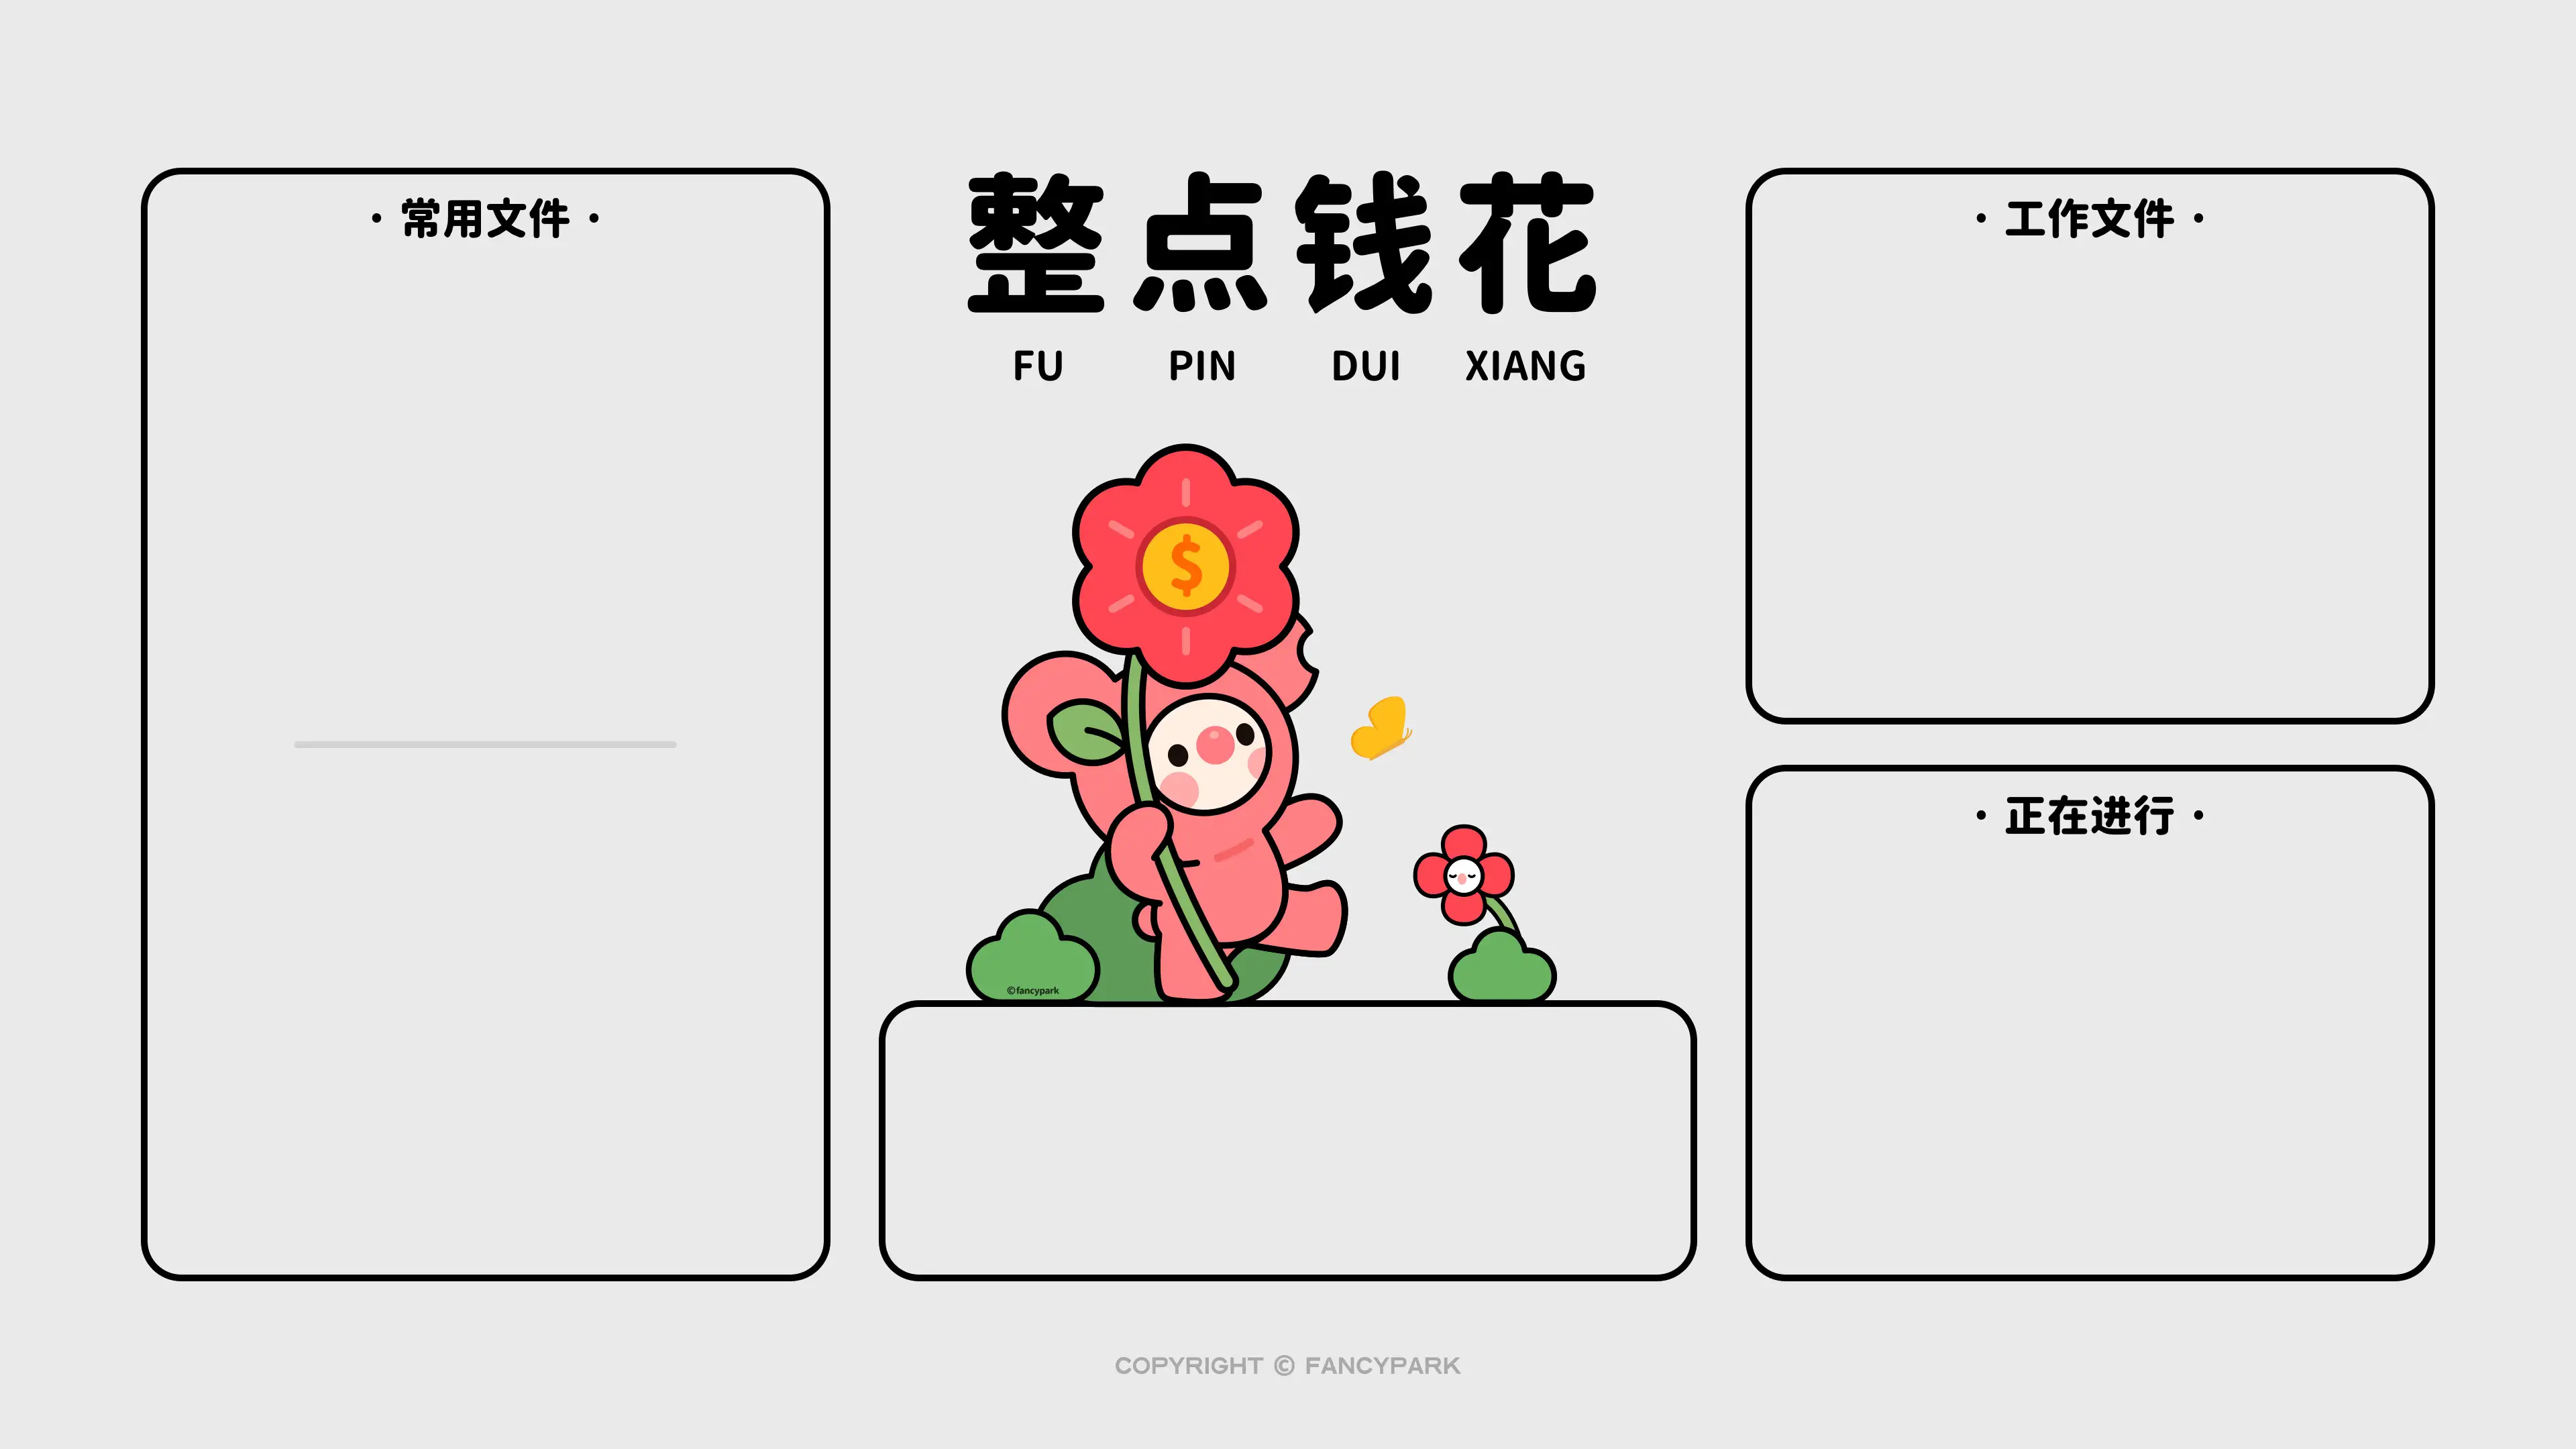 · 常用文件 ·
整点钱花
FU PIN DUI XIANG
$
©fancypark
· 工作文件 ·
· 正在进行 ·
COPYRIGHT © FANCYPARK